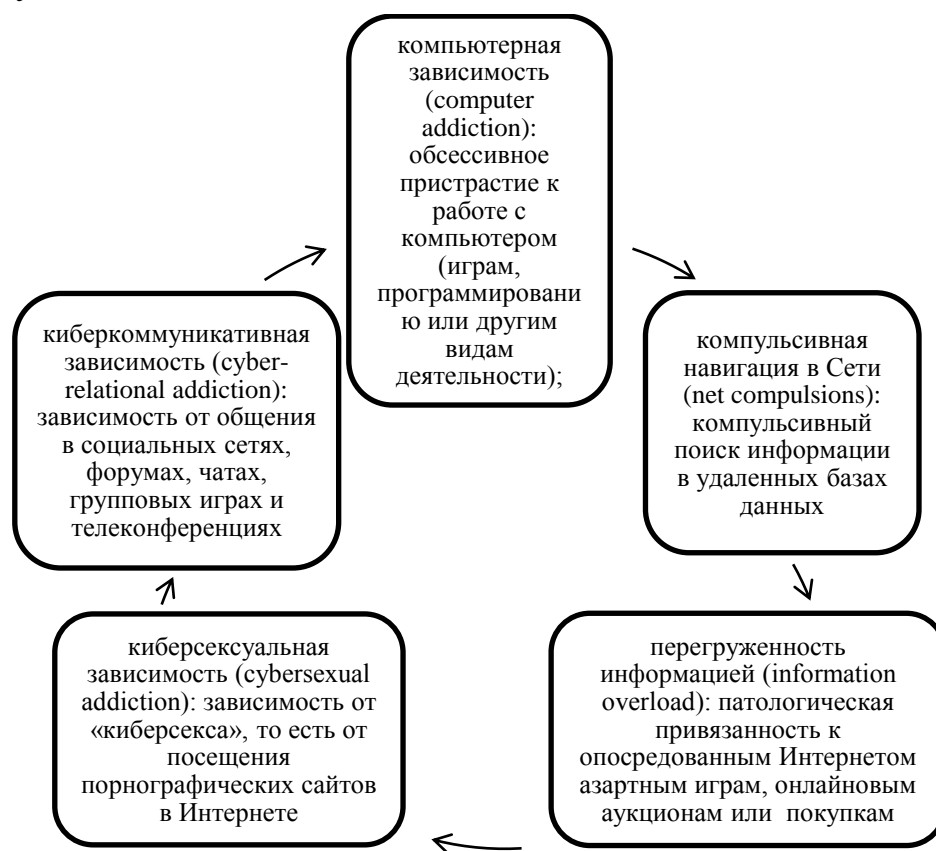 компьютерная
зависимость
(computer
addiction):
обсессивное
пристрастие к
работе с
компьютером
(играм,
программировани
ю или другим
видам
деятельности);
компульсивная
навигация в Сети
(net compulsions):
компульсивный
поиск информации
в удаленных базах
данных
перегруженность
информацией (information
overload): патологическая
привязанность к
опосредованным Интернетом
азартным играм, онлайновым
аукционам или покупкам
киберсексуальная
зависимость (cybersexual
addiction): зависимость от
«киберсекса», то есть от
посещения
порнографических сайтов
в Интернете
киберкоммуникативная
зависимость (cyber-
relational addiction):
зависимость от общения
в социальных сетях,
форумах, чатах,
групповых играх и
телеконференциях